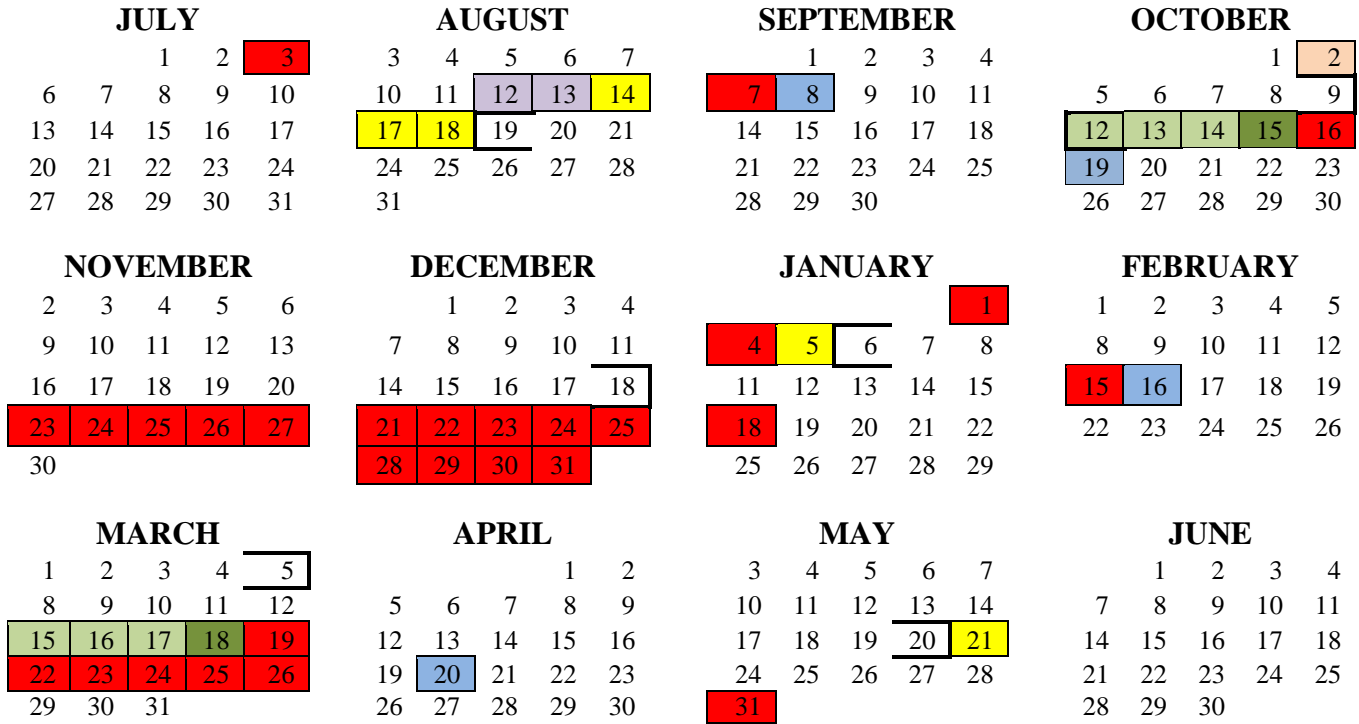 JULY AUGUST SEPTEMBER OCTOBER
1 2 3 3 4 5 6 7 1 2 3 4 1 2
6 7 8 9 10 10 11 12 13 14 7 8 9 10 11 5 6 7 8 9
13 14 15 16 17 17 18 19 20 21 14 15 16 17 18 12 13 14 15 16
20 21 22 23 24 24 25 26 27 28 21 22 23 24 25 19 20 21 22 23
27 28 29 30 31 31 28 29 30 26 27 28 29 30
NOVEMBER DECEMBER JANUARY FEBRUARY
2 3 4 5 6 1 2 3 4 1 1 2 3 4 5
9 10 11 12 13 7 8 9 10 11 4 5 6 7 8 8 9 10 11 12
16 17 18 19 20 14 15 16 17 18 11 12 13 14 15 15 16 17 18 19
23 24 25 26 27 21 22 23 24 25 18 19 20 21 22 22 23 24 25 26
30 28 29 30 31 25 26 27 28 29
MARCH APRIL MAY JUNE
1 2 3 4 5 1 2 3 4 5 6 7 1 2 3 4
8 9 10 11 12 5 6 7 8 9 10 11 12 13 14 7 8 9 10 11
15 16 17 18 19 12 13 14 15 16 17 18 19 20 21 14 15 16 17 18
22 23 24 25 26 19 20 21 22 23 24 25 26 27 28 21 22 23 24 25
29 30 31 26 27 28 29 30 31 28 29 30